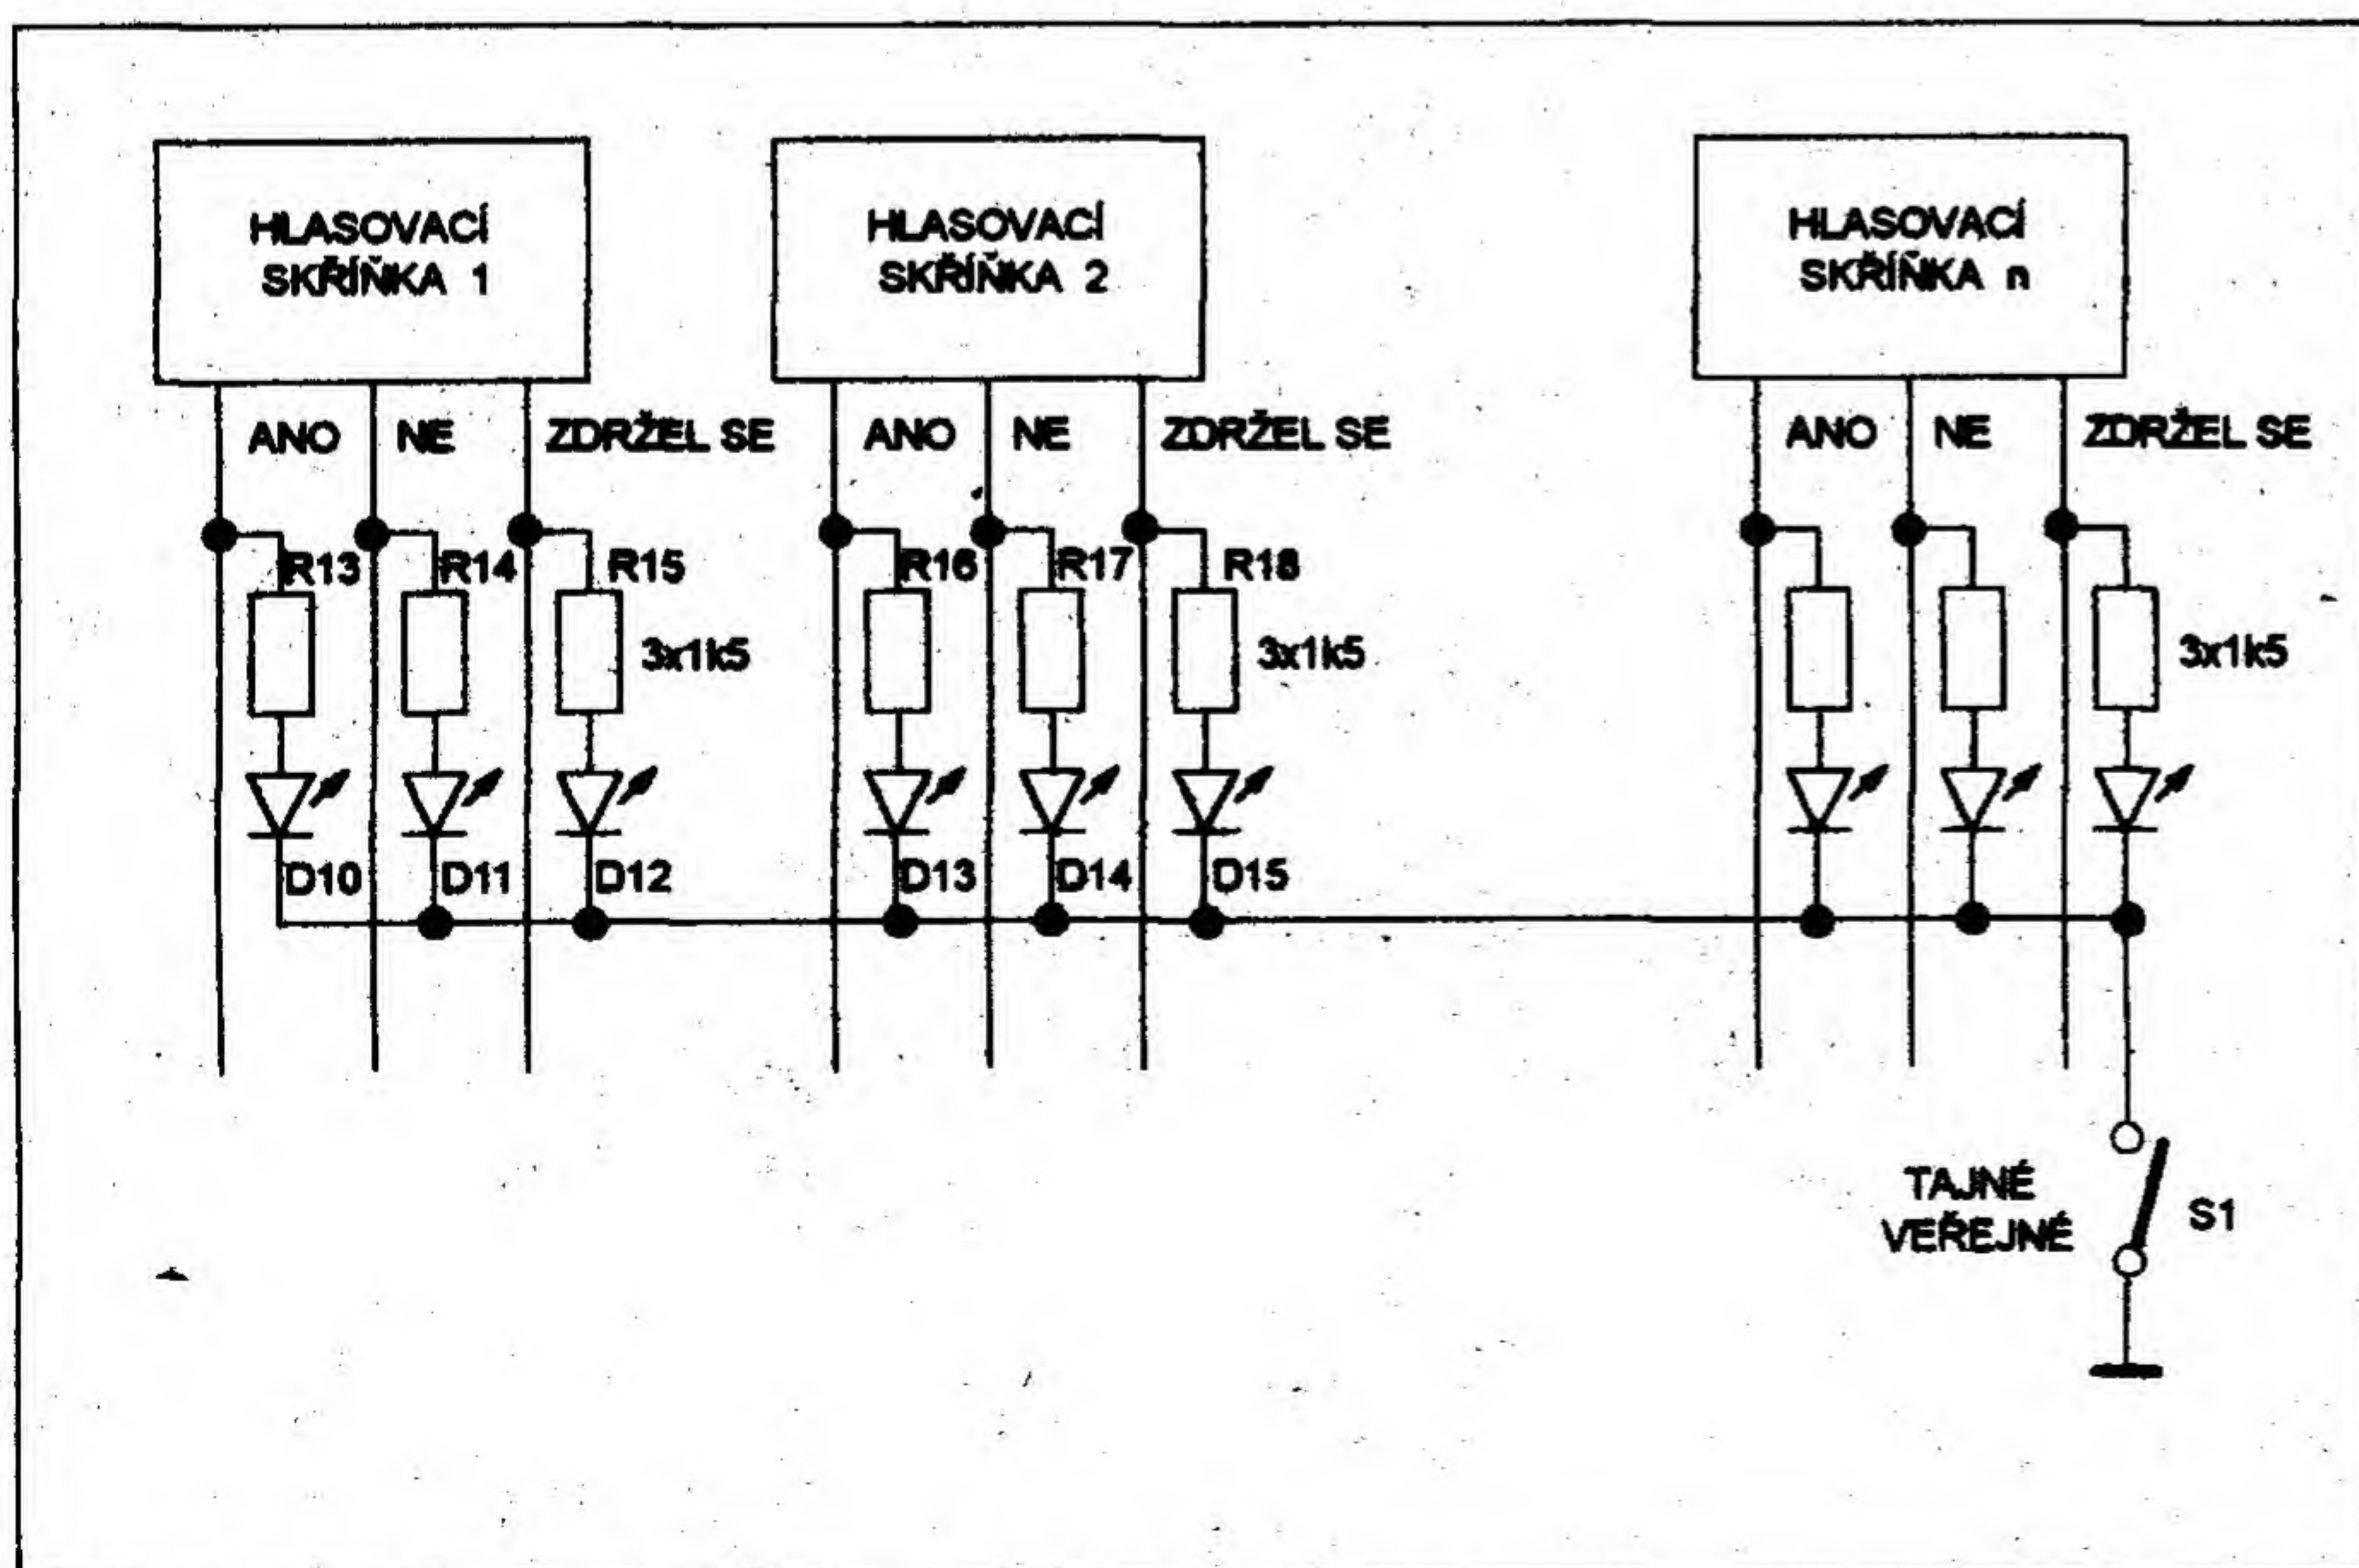 HLASOVACÍ
SKŘÍŇKA 1
HLASOVACÍ
SKŘÍŇKA 2
HLASOVACÍ
SKŘÍŇKA n
ANO NE ZDRŽEL SE
ANO NE ZDRŽEL SE
ANO NE ZDRŽEL SE
R13 R14 R15
R16 R17 R18
3x1k5
3x1k5
3x1k5
D10 D11 D12
D13 D14 D15
TAJNÉ
VEŘEJNÉ
S1